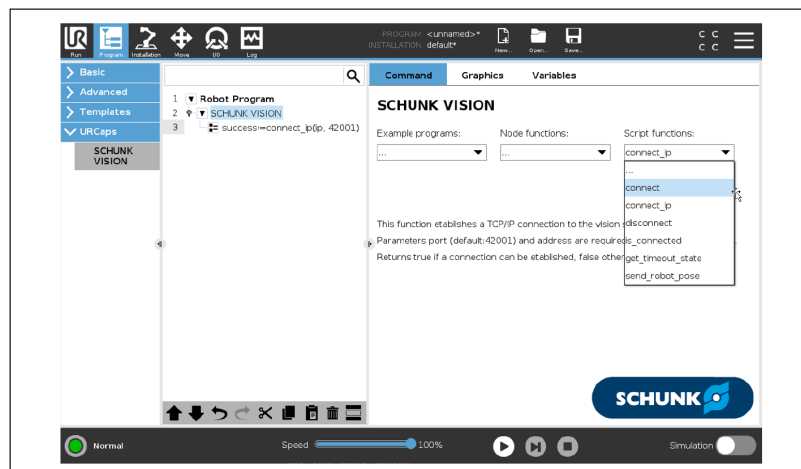 UR
PROGRAM <unnamed>*
INSTALLATION default*
Run Program Installation Move I/O Log New... Open... Save...
C C
C C
Basic
Advanced
Templates
URCaps
SCHUNK
VISION
1 Robot Program
2 SCHUNK VISION
3 success≔connect_ip(ip, 42001)
Command Graphics Variables
SCHUNK VISION
Example programs: Node functions: Script functions:
... ... connect_ip
...
connect
connect_ip
disconnect
is_connected
get_timeout_state
send_robot_pose
This function etablishes a TCP/IP connection to the vision
Parameters port (default:42001) and address are required
Returns true if a connection can be etablished, false other
SCHUNK
Normal Speed 100% Simulation